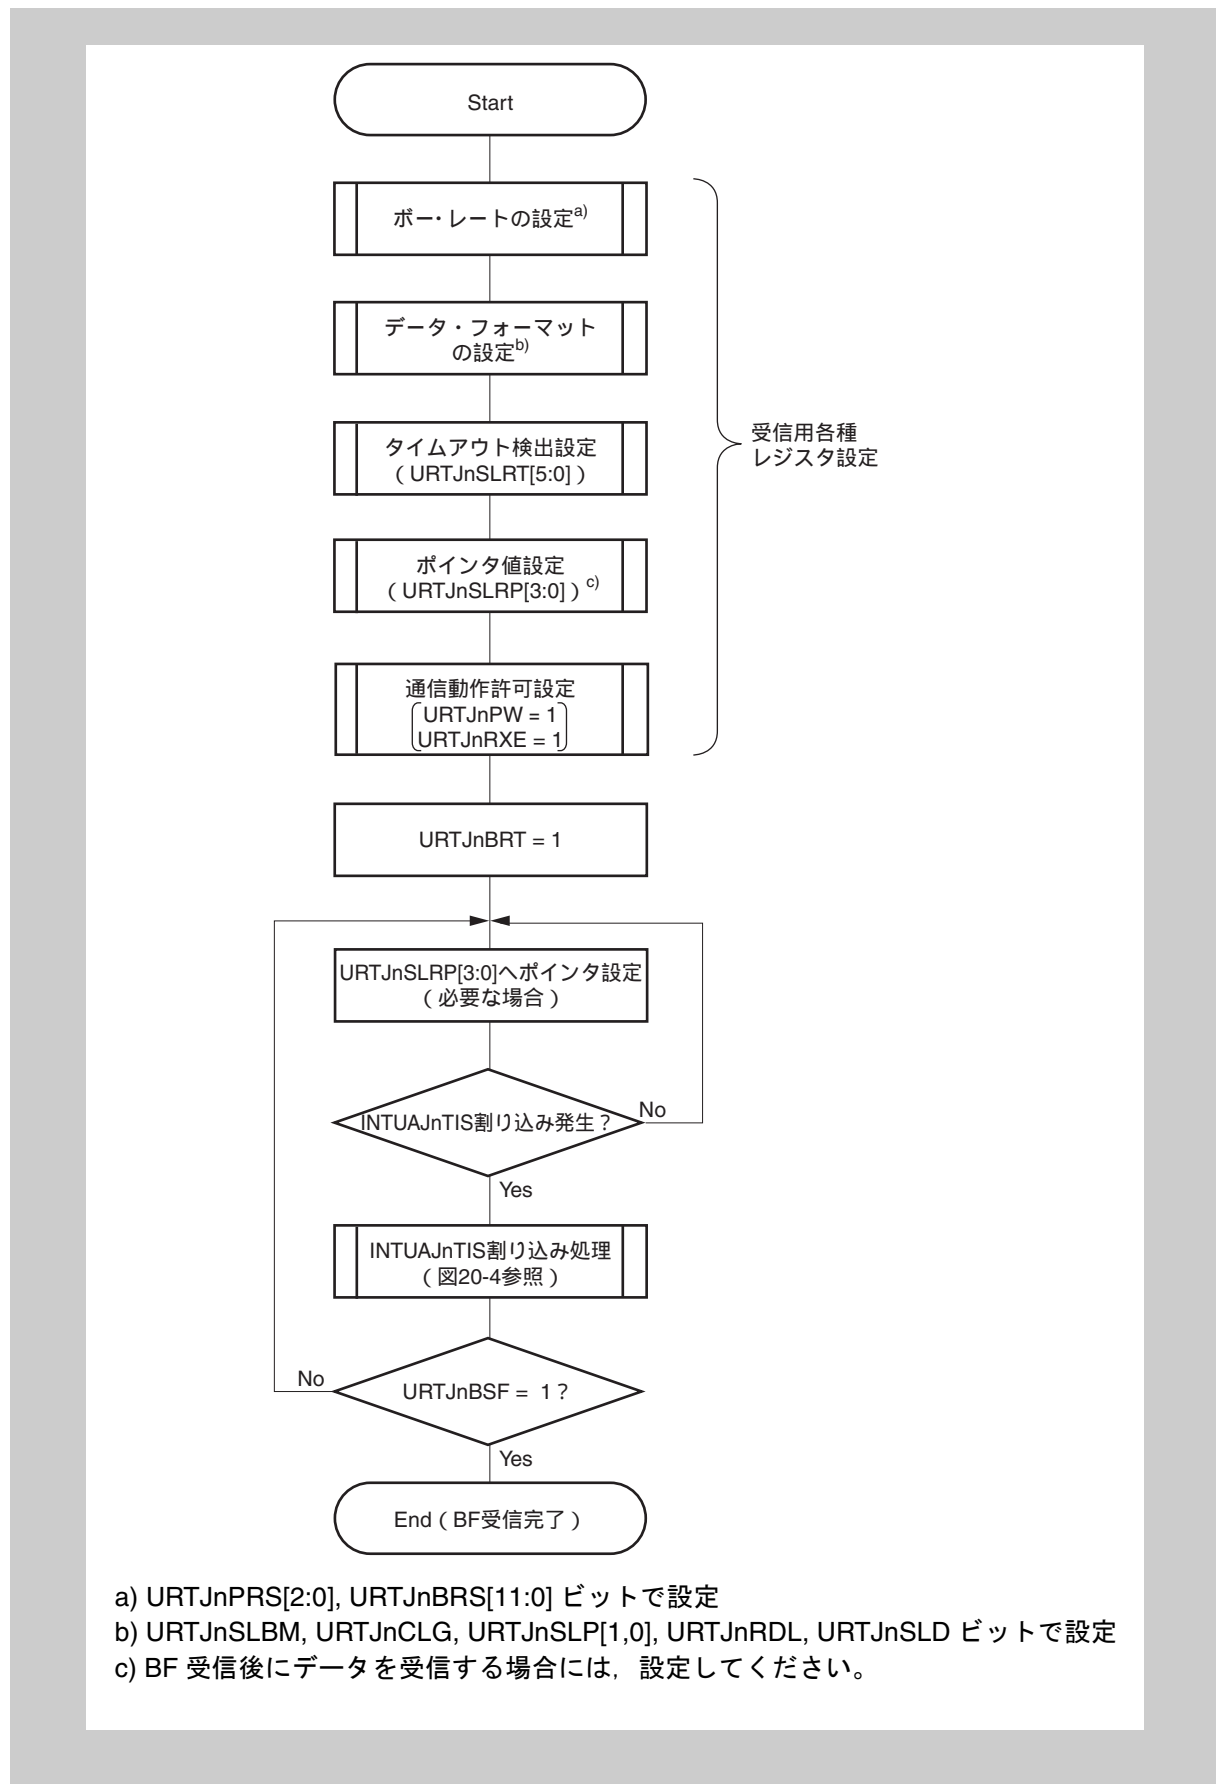 Start
ボー・レートの設定a)
データ・フォーマット
の設定b)
タイムアウト検出設定
( URTJnSLRT[5:0] )
ポインタ値設定
( URTJnSLRP[3:0] ) c)
通信動作許可設定
URTJnPW = 1
URTJnRXE = 1
受信用各種
レジスタ設定
URTJnBRT = 1
URTJnSLRP[3:0]へポインタ設定
( 必要な場合 )
INTUAJnTIS割り込み発生？
No
Yes
INTUAJnTIS割り込み処理
( 図20-4参照 )
No
URTJnBSF = 1？
Yes
End ( BF受信完了 )
a) URTJnPRS[2:0], URTJnBRS[11:0] ビットで設定
b) URTJnSLBM, URTJnCLG, URTJnSLP[1,0], URTJnRDL, URTJnSLD ビットで設定
c) BF 受信後にデータを受信する場合には，設定してください。